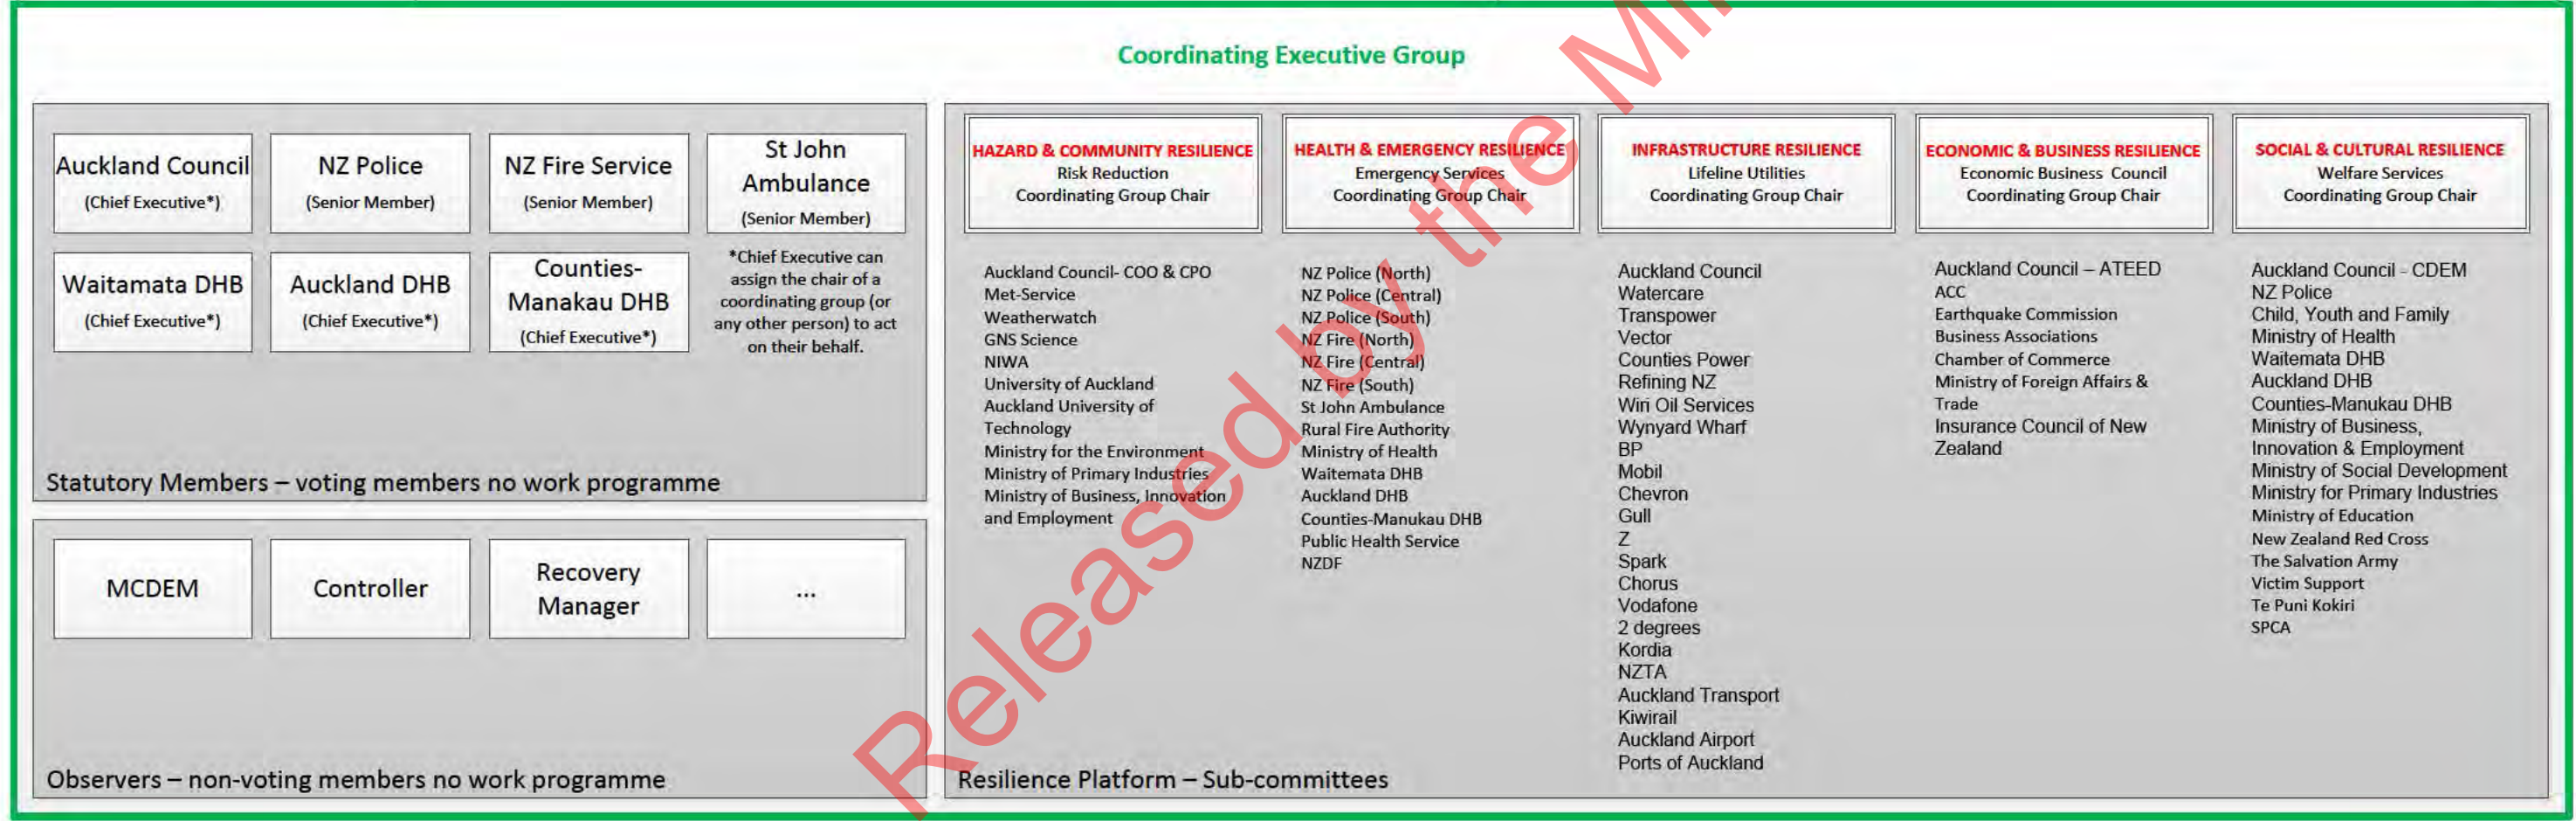 Coordinating Executive Group
Auckland Council
(Chief Executive*)
NZ Police
(Senior Member)
NZ Fire Service
(Senior Member)
St John
Ambulance
(Senior Member)
Waitamata DHB
(Chief Executive*)
Auckland DHB
(Chief Executive*)
Counties-
Manakau DHB
(Chief Executive*)
*Chief Executive can
assign the chair of a
coordinating group (or
any other person) to act
on their behalf.
Statutory Members – voting members no work programme
MCDEM
Controller
Recovery
Manager
...
Observers – non-voting members no work programme
HAZARD & COMMUNITY RESILIENCE
Risk Reduction
Coordinating Group Chair
Auckland Council- COO & CPO
Met-Service
Weatherwatch
GNS Science
NIWA
University of Auckland
Auckland University of
Technology
Ministry for the Environment
Ministry of Primary Industries
Ministry of Business, Innovation
and Employment
HEALTH & EMERGENCY RESILIENCE
Emergency Services
Coordinating Group Chair
NZ Police (North)
NZ Police (Central)
NZ Police (South)
NZ Fire (North)
NZ Fire (Central)
NZ Fire (South)
St John Ambulance
Rural Fire Authority
Ministry of Health
Waitemata DHB
Auckland DHB
Counties-Manukau DHB
Public Health Service
NZDF
INFRASTRUCTURE RESILIENCE
Lifeline Utilities
Coordinating Group Chair
Auckland Council
Watercare
Transpower
Vector
Counties Power
Refining NZ
Wiri Oil Services
Wynyard Wharf
BP
Mobil
Chevron
Gull
Z
Spark
Chorus
Vodafone
2 degrees
Kordia
NZTA
Auckland Transport
Kiwirail
Auckland Airport
Ports of Auckland
ECONOMIC & BUSINESS RESILIENCE
Economic Business Council
Coordinating Group Chair
Auckland Council – ATEED
ACC
Earthquake Commission
Business Associations
Chamber of Commerce
Ministry of Foreign Affairs &
Trade
Insurance Council of New
Zealand
SOCIAL & CULTURAL RESILIENCE
Welfare Services
Coordinating Group Chair
Auckland Council - CDEM
NZ Police
Child, Youth and Family
Ministry of Health
Waitemata DHB
Auckland DHB
Counties-Manukau DHB
Ministry of Business,
Innovation & Employment
Ministry of Social Development
Ministry for Primary Industries
Ministry of Education
New Zealand Red Cross
The Salvation Army
Victim Support
Te Puni Kokiri
SPCA
Resilience Platform – Sub-committees
Released by the